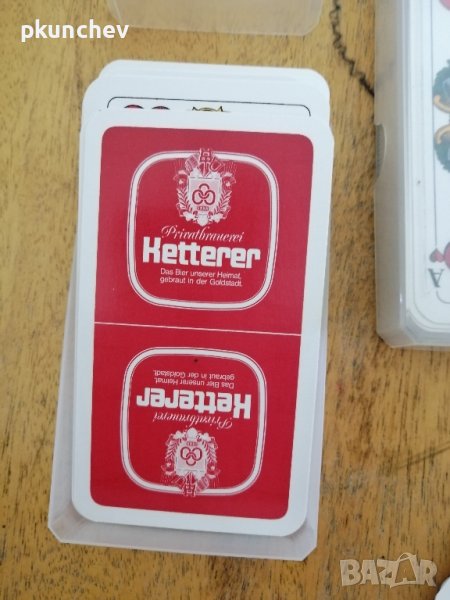 pkunchev
Privatbrauerei
Ketterer
Das Bier unserer Heimat,
gebraut in der Goldstadt.
Privatbrauerei
Ketterer
Das Bier unserer Heimat,
gebraut in der Goldstadt.
A
BAZAR